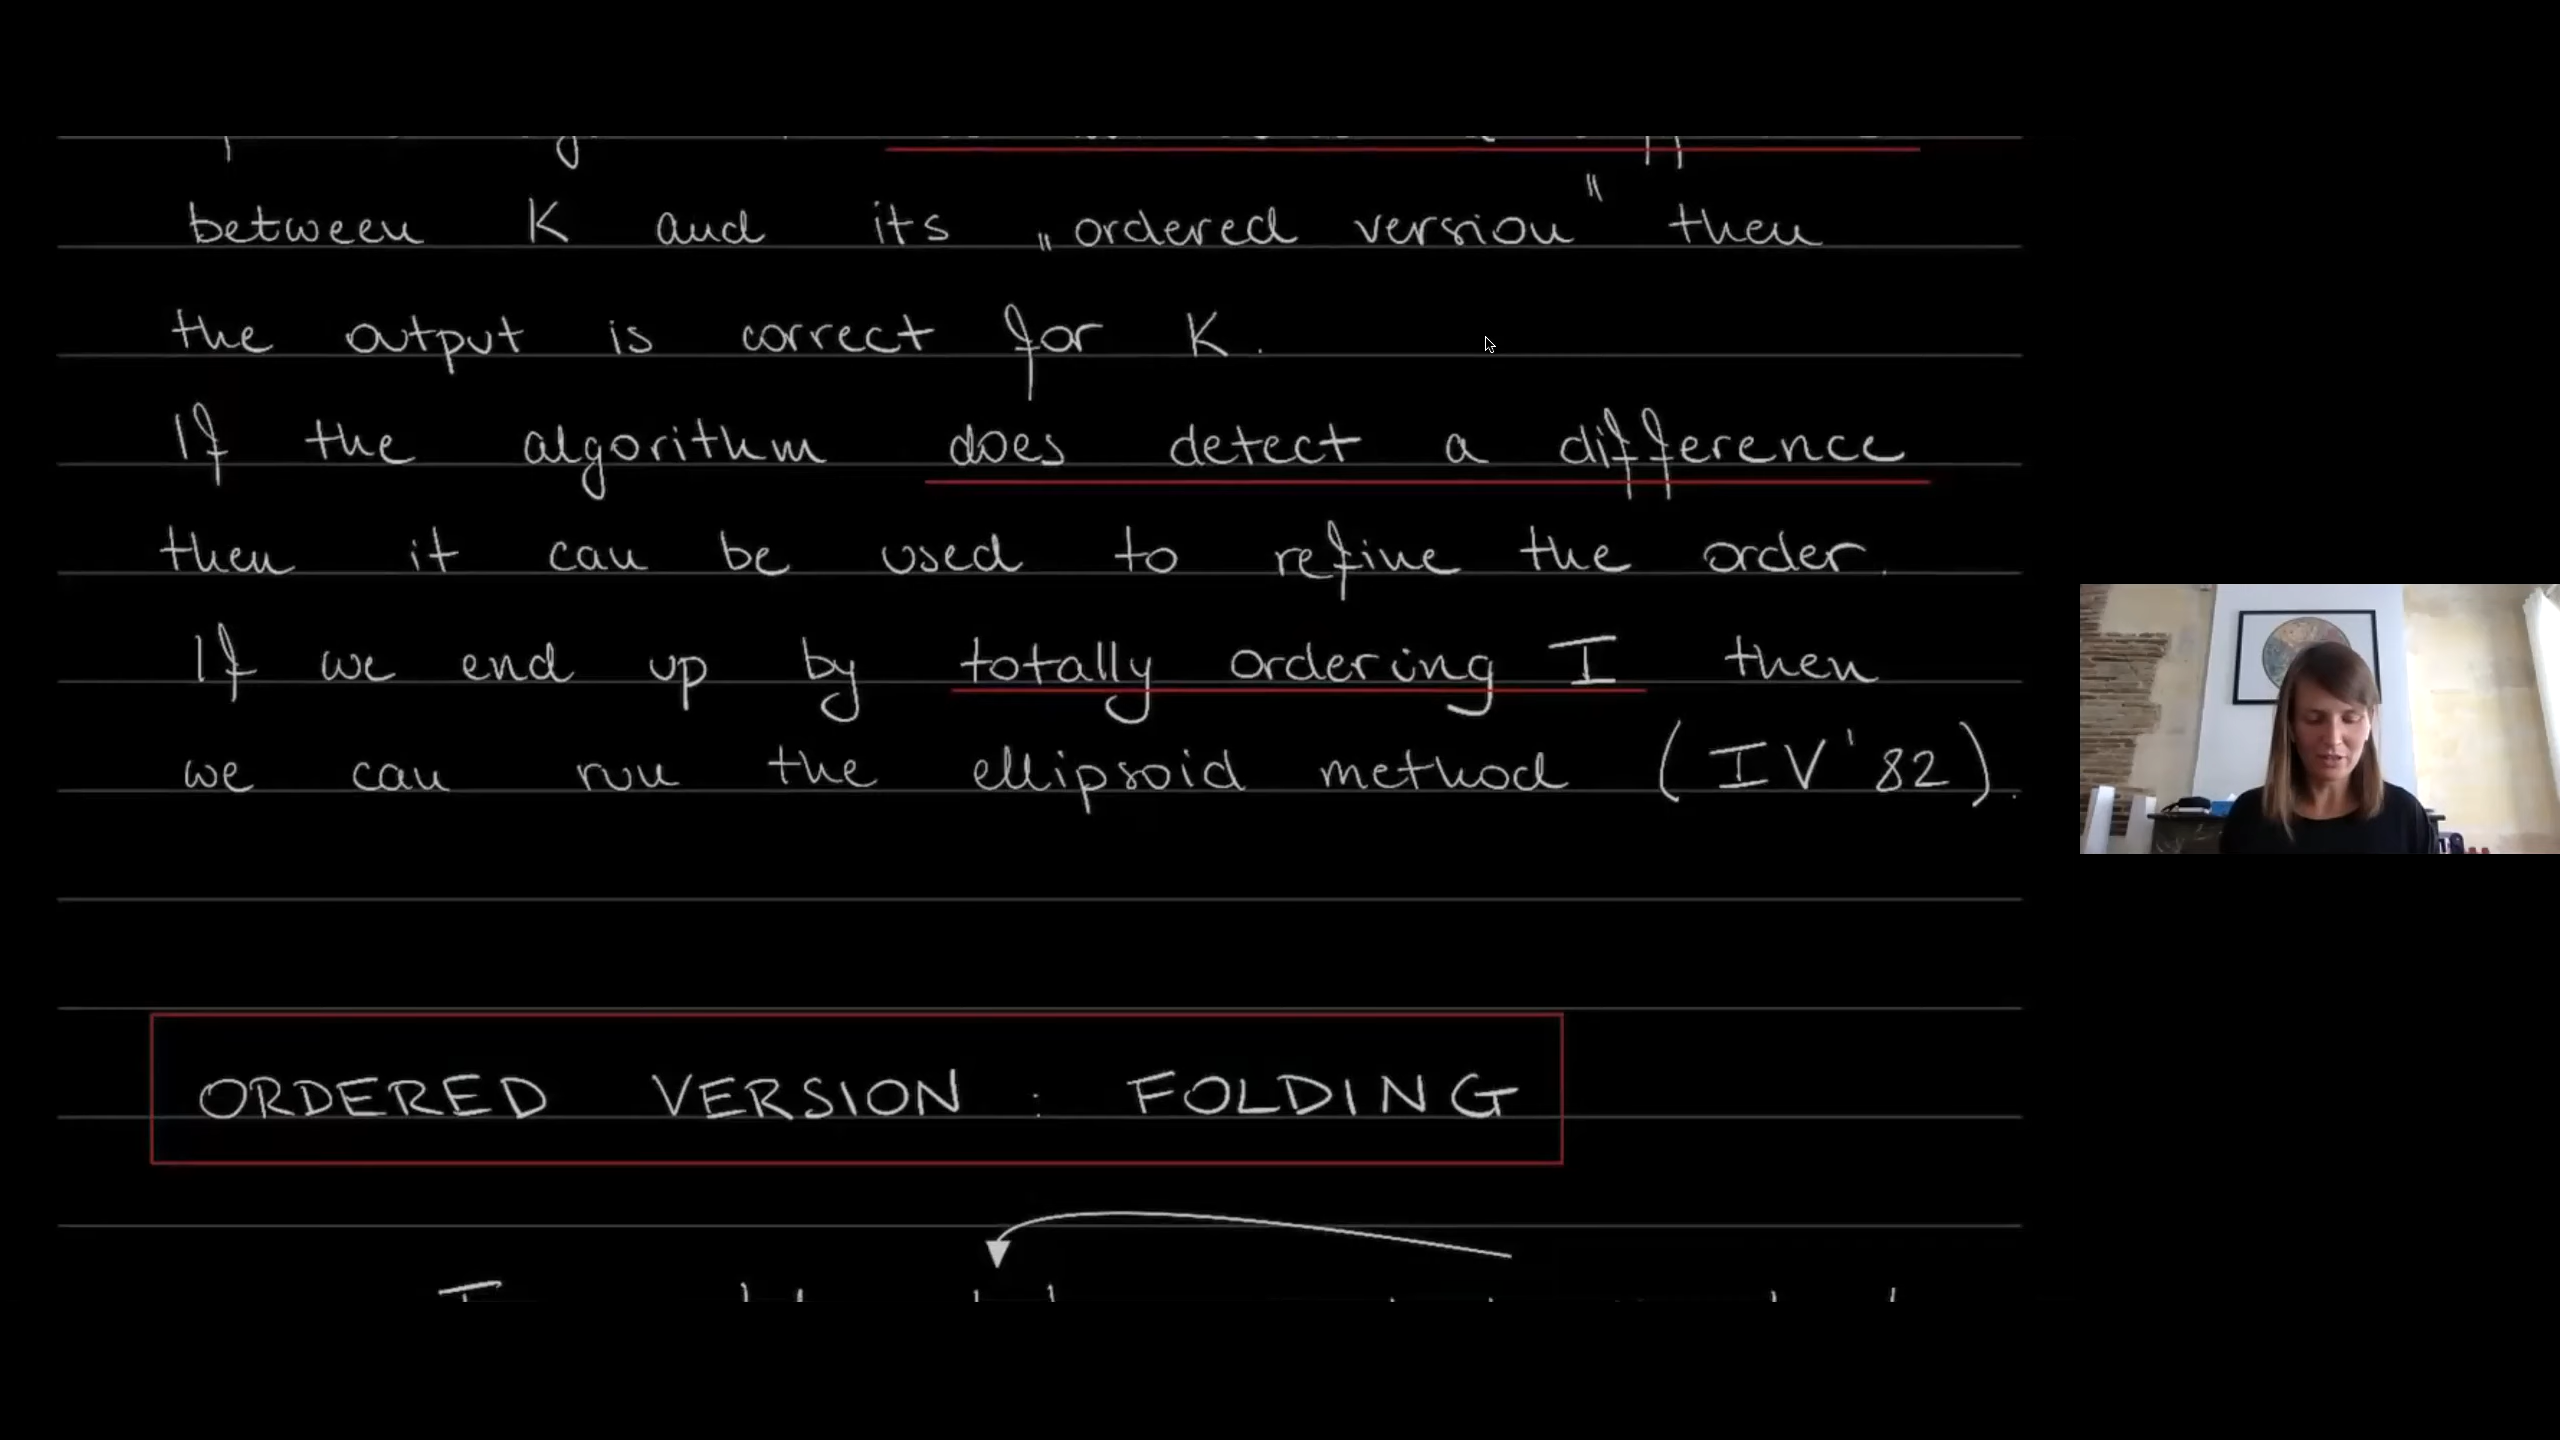 between K and its „ordered version" then
the output is correct for K.
If the algorithm does detect a difference
then it can be used to refine the order.
If we end up by totally ordering I then
we can run the ellipsoid method (IV'82).
ORDERED VERSION : FOLDING